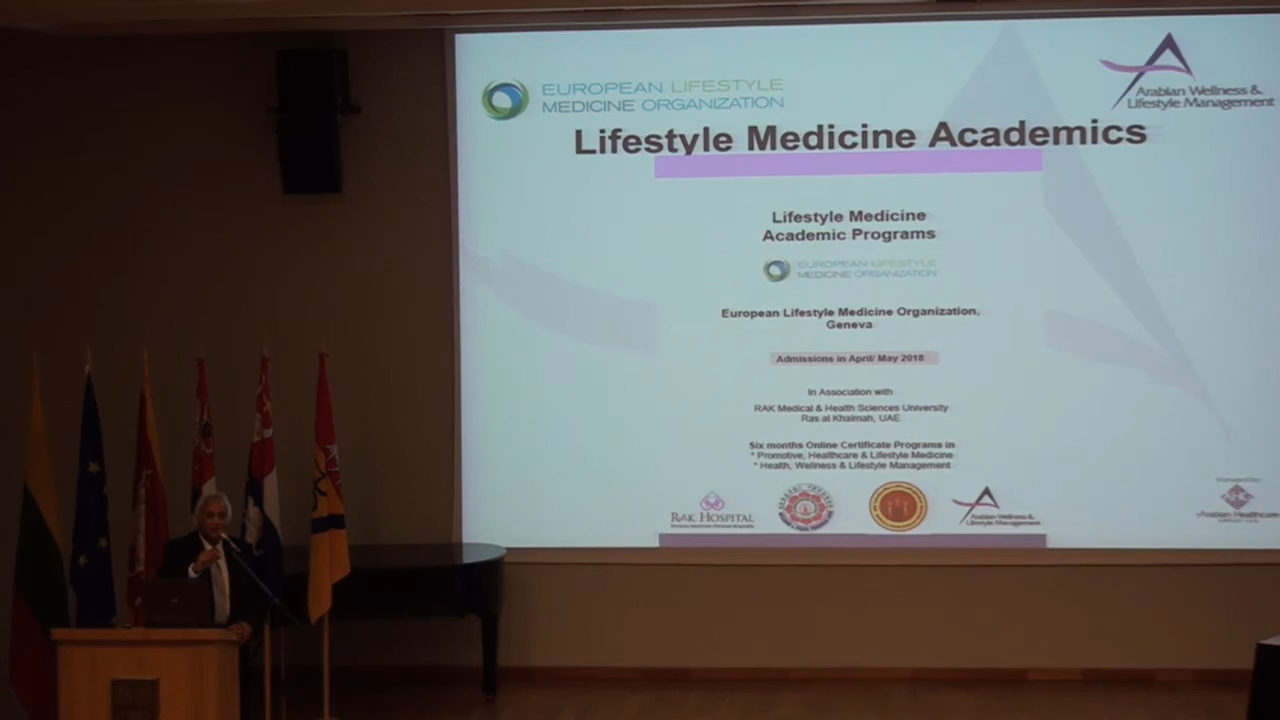 EUROPEAN LIFESTYLE
MEDICINE ORGANIZATION
Arabian Wellness &
Lifestyle Management
Lifestyle Medicine Academics
Lifestyle Medicine
Academic Programs
EUROPEAN LIFESTYLE
MEDICINE ORGANIZATION
European Lifestyle Medicine Organization,
Geneva
Admissions in April/ May 2018
In Association with
RAK Medical & Health Sciences University
Ras al Khaimah, UAE
Six months Online Certificate Programs in
* Promotive, Healthcare & Lifestyle Medicine
* Health, Wellness & Lifestyle Management
RAK HOSPITAL
Arabian Wellness &
Lifestyle Management
Managed by:
Arabian Healthcare